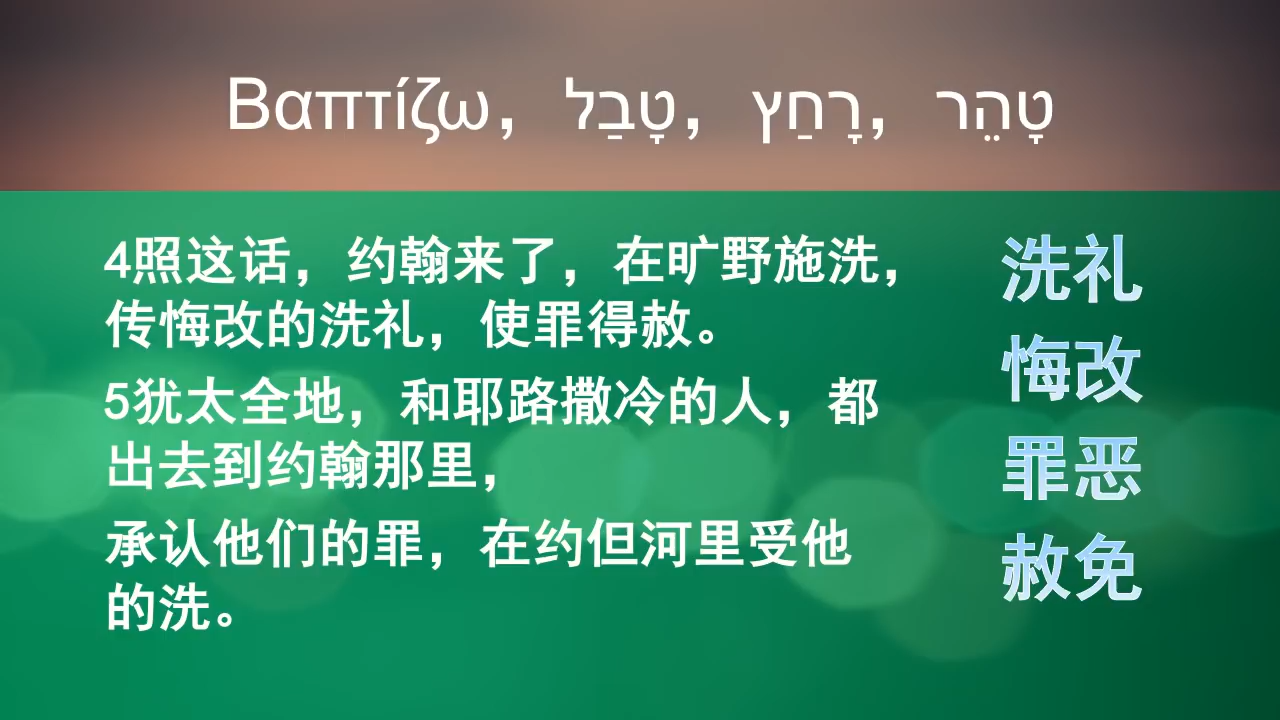 Βαπτίζω, טָבַל, רָחַץ, טָהֵר
4照这话，约翰来了，在旷野施洗，
传悔改的洗礼，使罪得赦。
5犹太全地，和耶路撒冷的人，都
出去到约翰那里，
承认他们的罪，在约但河里受他
的洗。
洗礼
悔改
罪恶
赦免